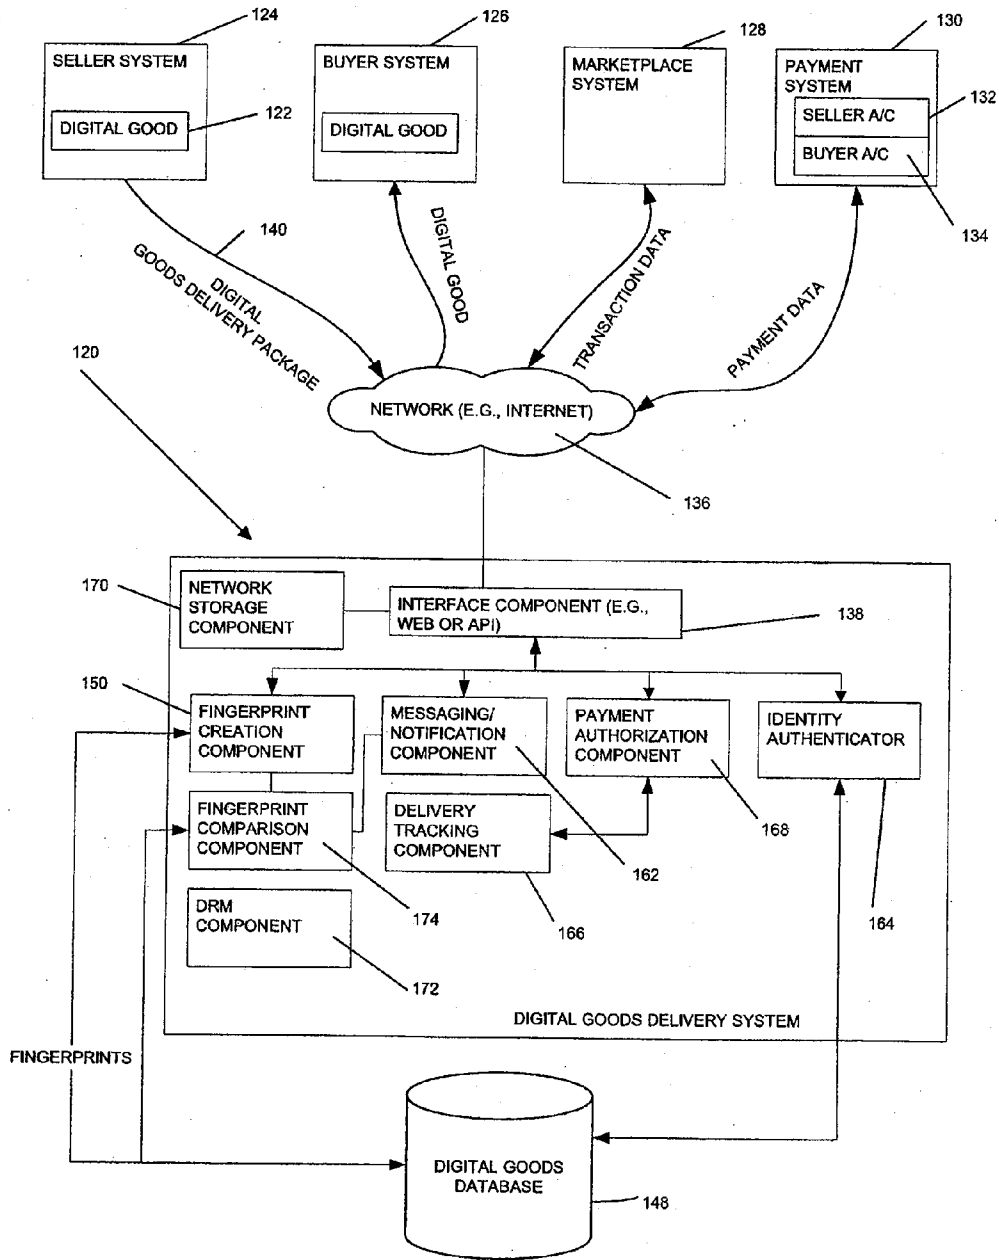 124
126
128
130
SELLER SYSTEM
BUYER SYSTEM
MARKETPLACE
SYSTEM
PAYMENT
SYSTEM
132
SELLER A/C
122
DIGITAL GOOD
DIGITAL GOOD
BUYER A/C
134
140
DIGITAL
GOODS DELIVERY PACKAGE
DIGITAL GOOD
TRANSACTION DATA
PAYMENT DATA
120
NETWORK (E.G., INTERNET)
136
170
NETWORK
STORAGE
COMPONENT
INTERFACE COMPONENT (E.G.,
WEB OR API)
138
150
FINGERPRINT
CREATION
COMPONENT
MESSAGING/
NOTIFICATION
COMPONENT
PAYMENT
AUTHORIZATION
COMPONENT
IDENTITY
AUTHENTICATOR
FINGERPRINT
COMPARISON
COMPONENT
DELIVERY
TRACKING
COMPONENT
168
162
174
166
164
DRM
COMPONENT
172
DIGITAL GOODS DELIVERY SYSTEM
FINGERPRINTS
DIGITAL GOODS
DATABASE
148